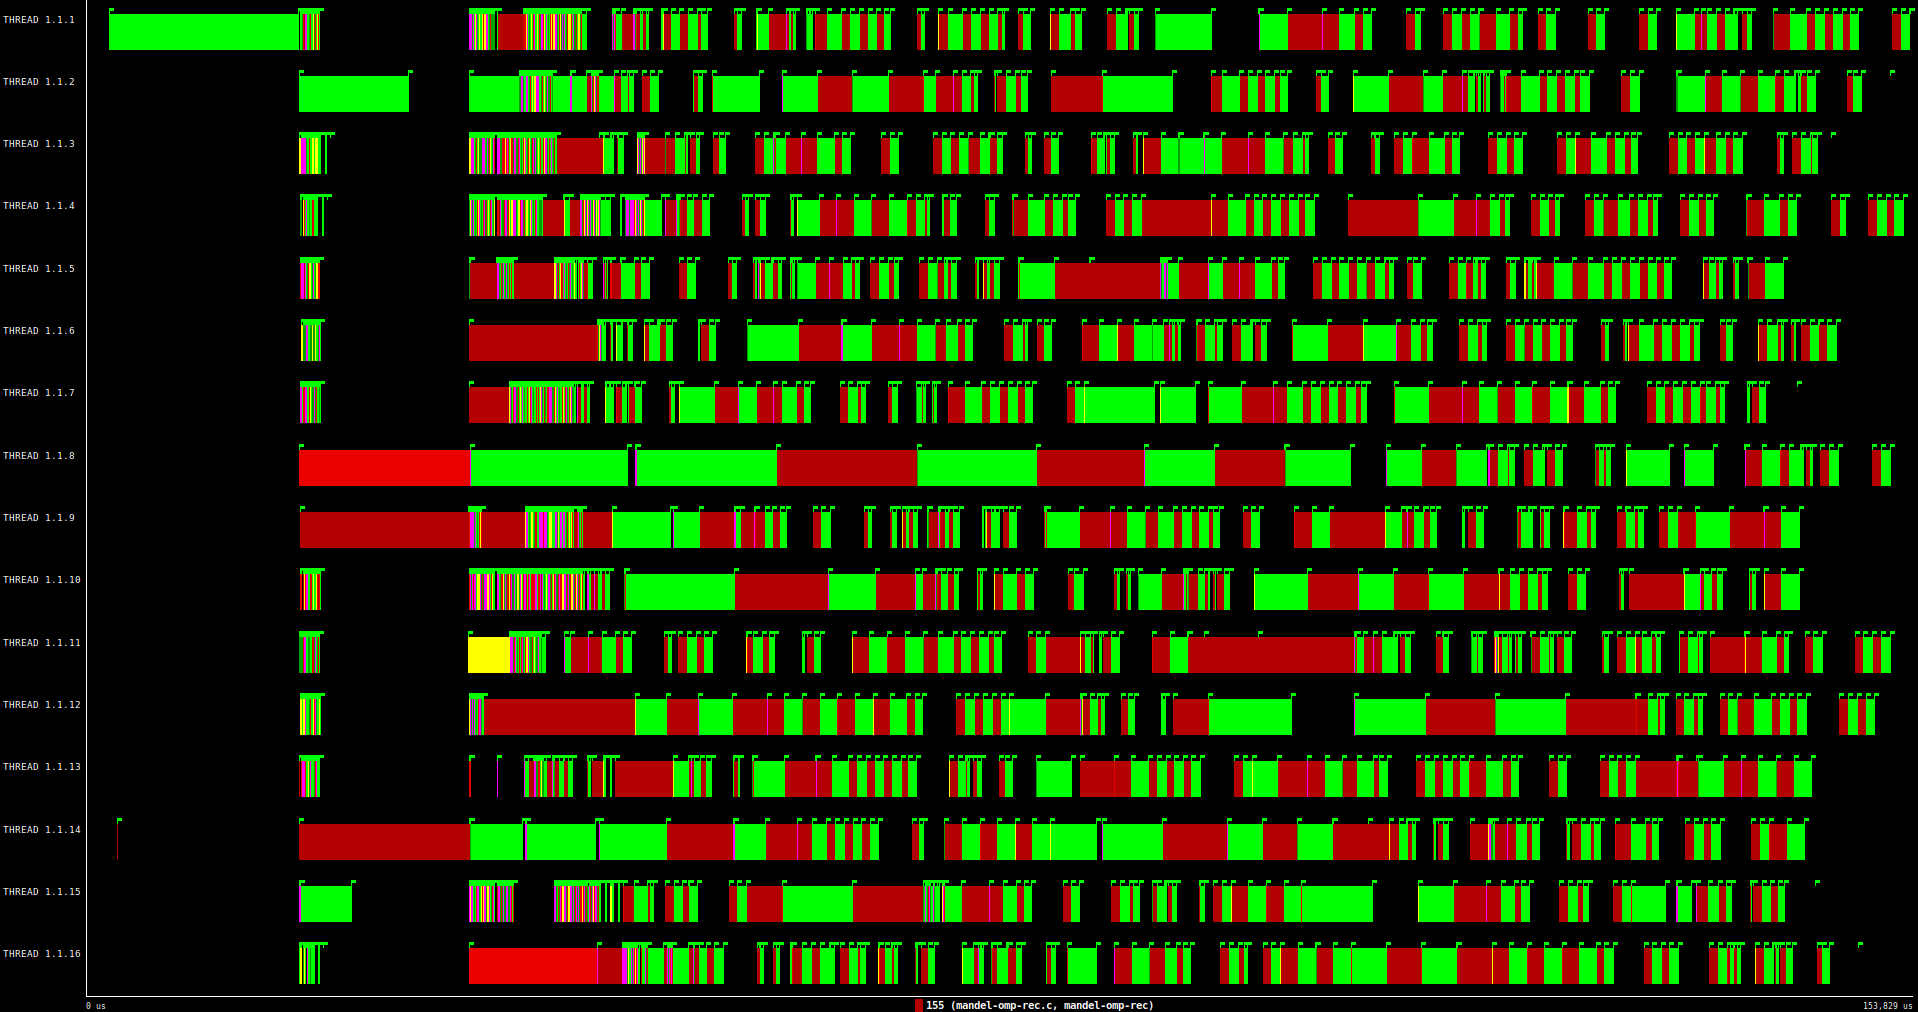 THREAD 1.1.1
THREAD 1.1.2
THREAD 1.1.3
THREAD 1.1.4
THREAD 1.1.5
THREAD 1.1.6
THREAD 1.1.7
THREAD 1.1.8
THREAD 1.1.9
THREAD 1.1.10
THREAD 1.1.11
THREAD 1.1.12
THREAD 1.1.13
THREAD 1.1.14
THREAD 1.1.15
THREAD 1.1.16
0 us
155 (mandel-omp-rec.c, mandel-omp-rec)
153,829 us